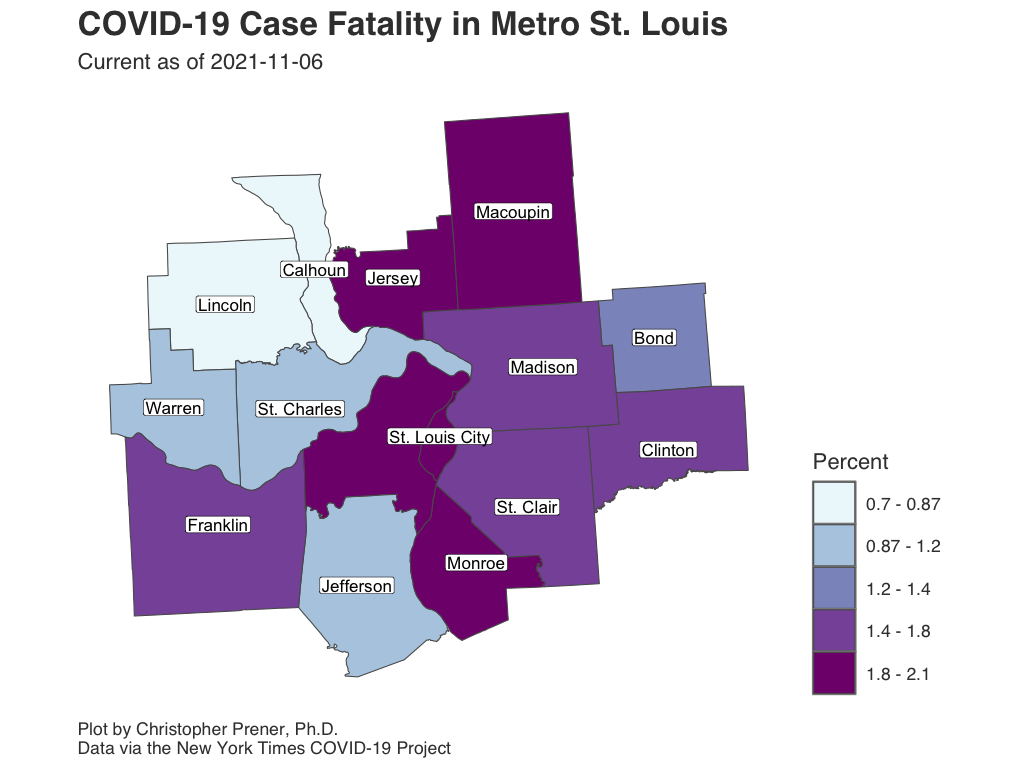 COVID-19 Case Fatality in Metro St. Louis
Current as of 2021-11-06
Macoupin
Calhoun
Jersey
Lincoln
Bond
Madison
Warren
St. Charles
St. Louis City
Clinton
St. Clair
Franklin
Monroe
Jefferson
Percent
0.7 - 0.87
0.87 - 1.2
1.2 - 1.4
1.4 - 1.8
1.8 - 2.1
Plot by Christopher Prener, Ph.D.
Data via the New York Times COVID-19 Project